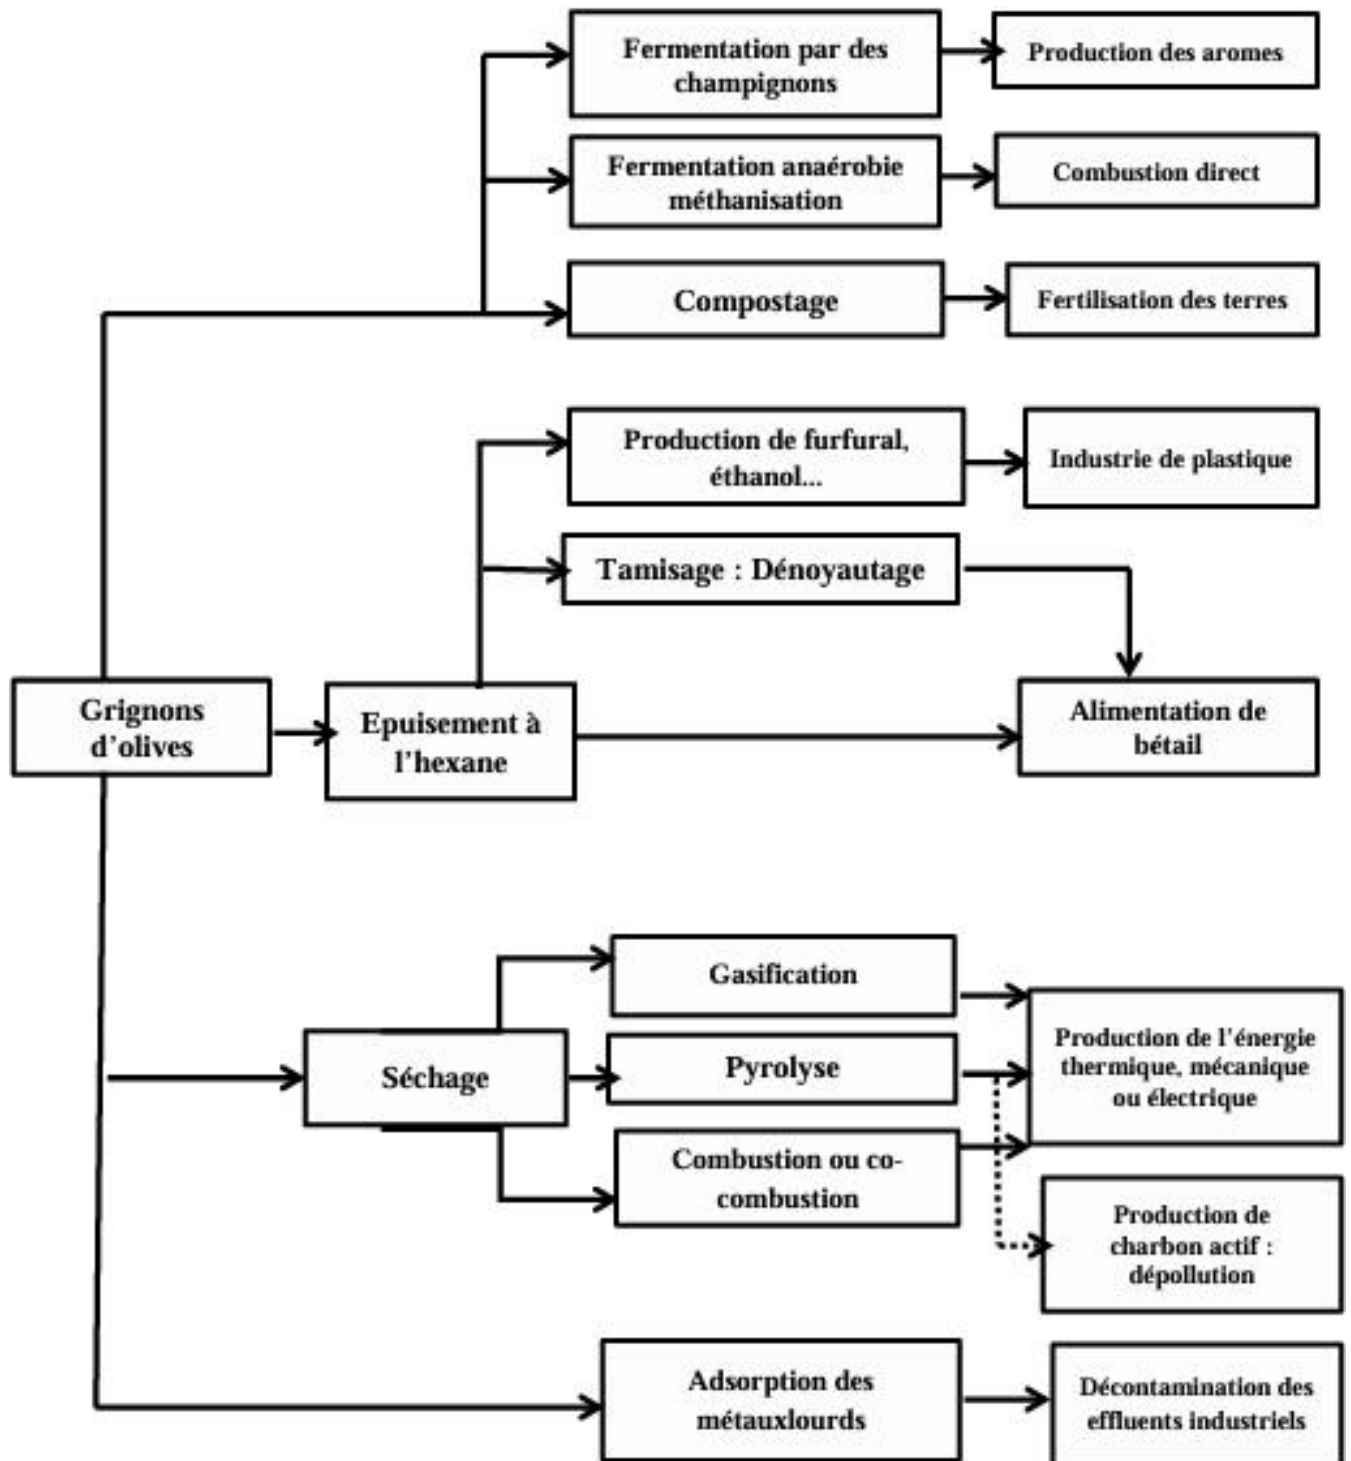 Fermentation par des
champignons
Production des aromes
Fermentation anaérobie
méthanisation
Combustion direct
Compostage
Fertilisation des terres
Production de furfural,
éthanol...
Industrie de plastique
Tamisage : Dénoyautage
Grignons
d’olives
Epuisement à
l’hexane
Alimentation de
bétail
Gasification
Séchage
Pyrolyse
Production de l'énergie
thermique, mécanique
ou électrique
Combustion ou co-
combustion
Production de
charbon actif :
dépollution
Adsorption des
métauxlourds
Décontamination des
effluents industriels